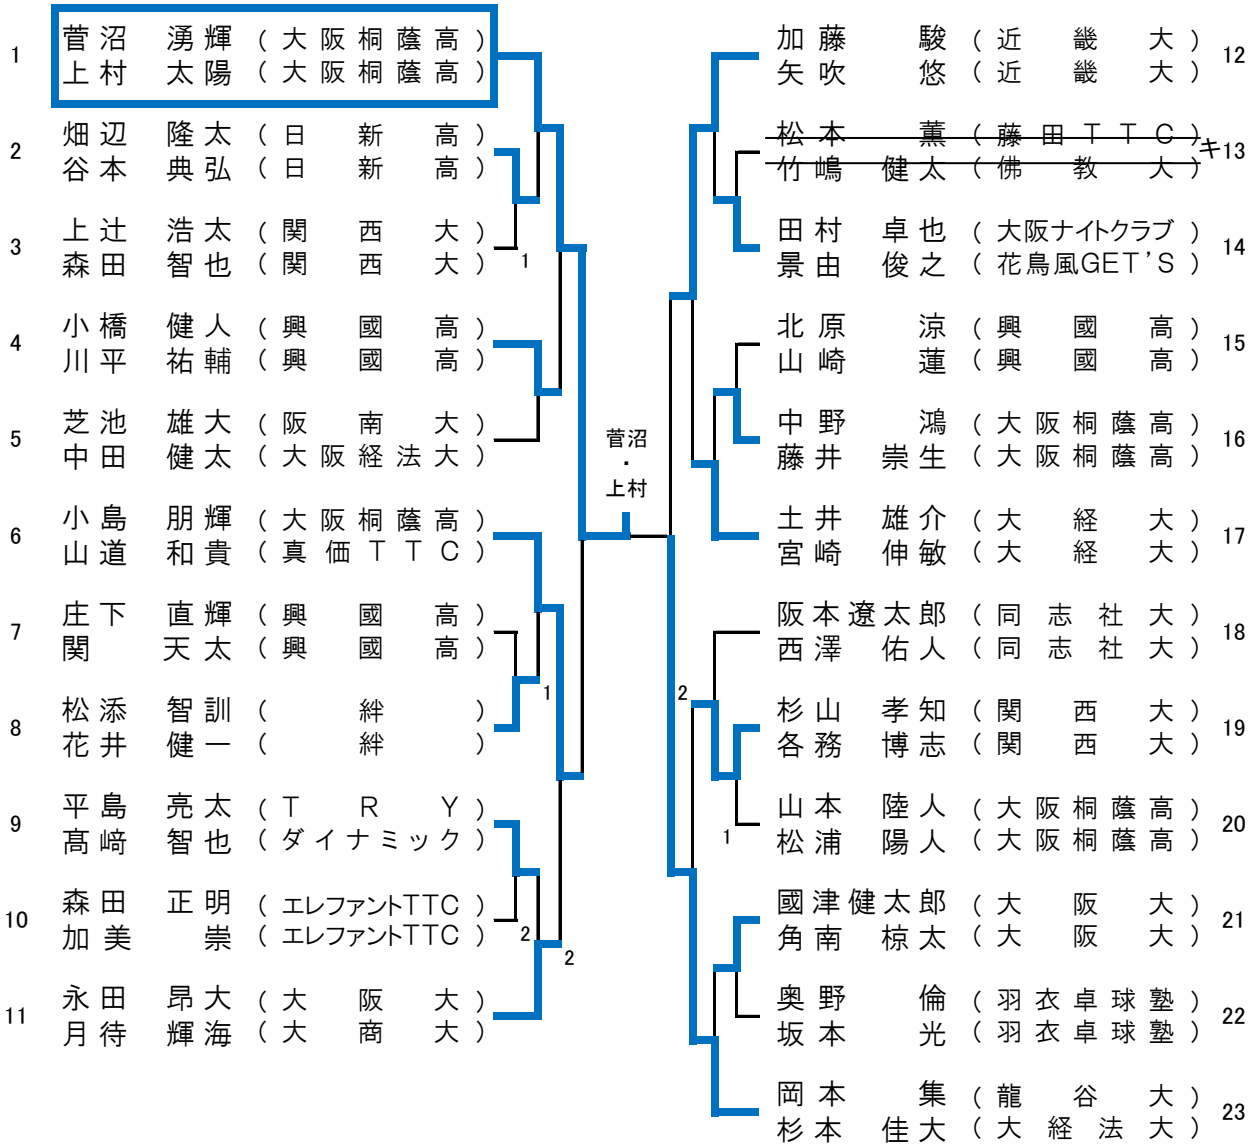 1 菅沼 湧輝 (大阪桐蔭高)
上村 太陽 (大阪桐蔭高)
2 畑辺 隆太 (日新高)
谷本 典弘 (日新高)
3 上辻 浩太 (関西大)
森田 智也 (関西大)
1
4 小橋 健人 (興國高)
川平 祐輔 (興國高)
5 芝池 雄大 (阪南大)
中田 健太 (大阪経法大)
6 小島 朋輝 (大阪桐蔭高)
山道 和貴 (真価TTC)
7 庄下 直輝 (興國高)
関 天太 (興國高)
1
8 松添 智訓 (絆)
花井 健一 (絆)
9 平島 亮太 (TRY)
髙﨑 智也 (ダイナミック)
10 森田 正明 (エレファントTTC)
加美 崇 (エレファントTTC)
2
2
11 永田 昂大 (大阪大)
月待 輝海 (大商大)
菅沼
・
上村
加藤 駿 (近畿大) 12
矢吹 悠 (近畿大)
松本 薫 (藤田TTC) キ 13
竹嶋 健太 (佛教大)
田村 卓也 (大阪ナイトクラブ) 14
景由 俊之 (花鳥風GET'S)
北原 涼 (興國高) 15
山崎 蓮 (興國高)
中野 鴻 (大阪桐蔭高) 16
藤井 崇生 (大阪桐蔭高)
土井 雄介 (大経大) 17
宮崎 伸敏 (大経大)
阪本遼太郎 (同志社大) 18
西澤 佑人 (同志社大)
2
杉山 孝知 (関西大) 19
各務 博志 (関西大)
山本 陸人 (大阪桐蔭高) 20
松浦 陽人 (大阪桐蔭高)
1
國津健太郎 (大阪大) 21
角南 椋太 (大阪大)
奥野 倫 (羽衣卓球塾) 22
坂本 光 (羽衣卓球塾)
岡本 集 (龍谷大) 23
杉本 佳大 (大経法大)